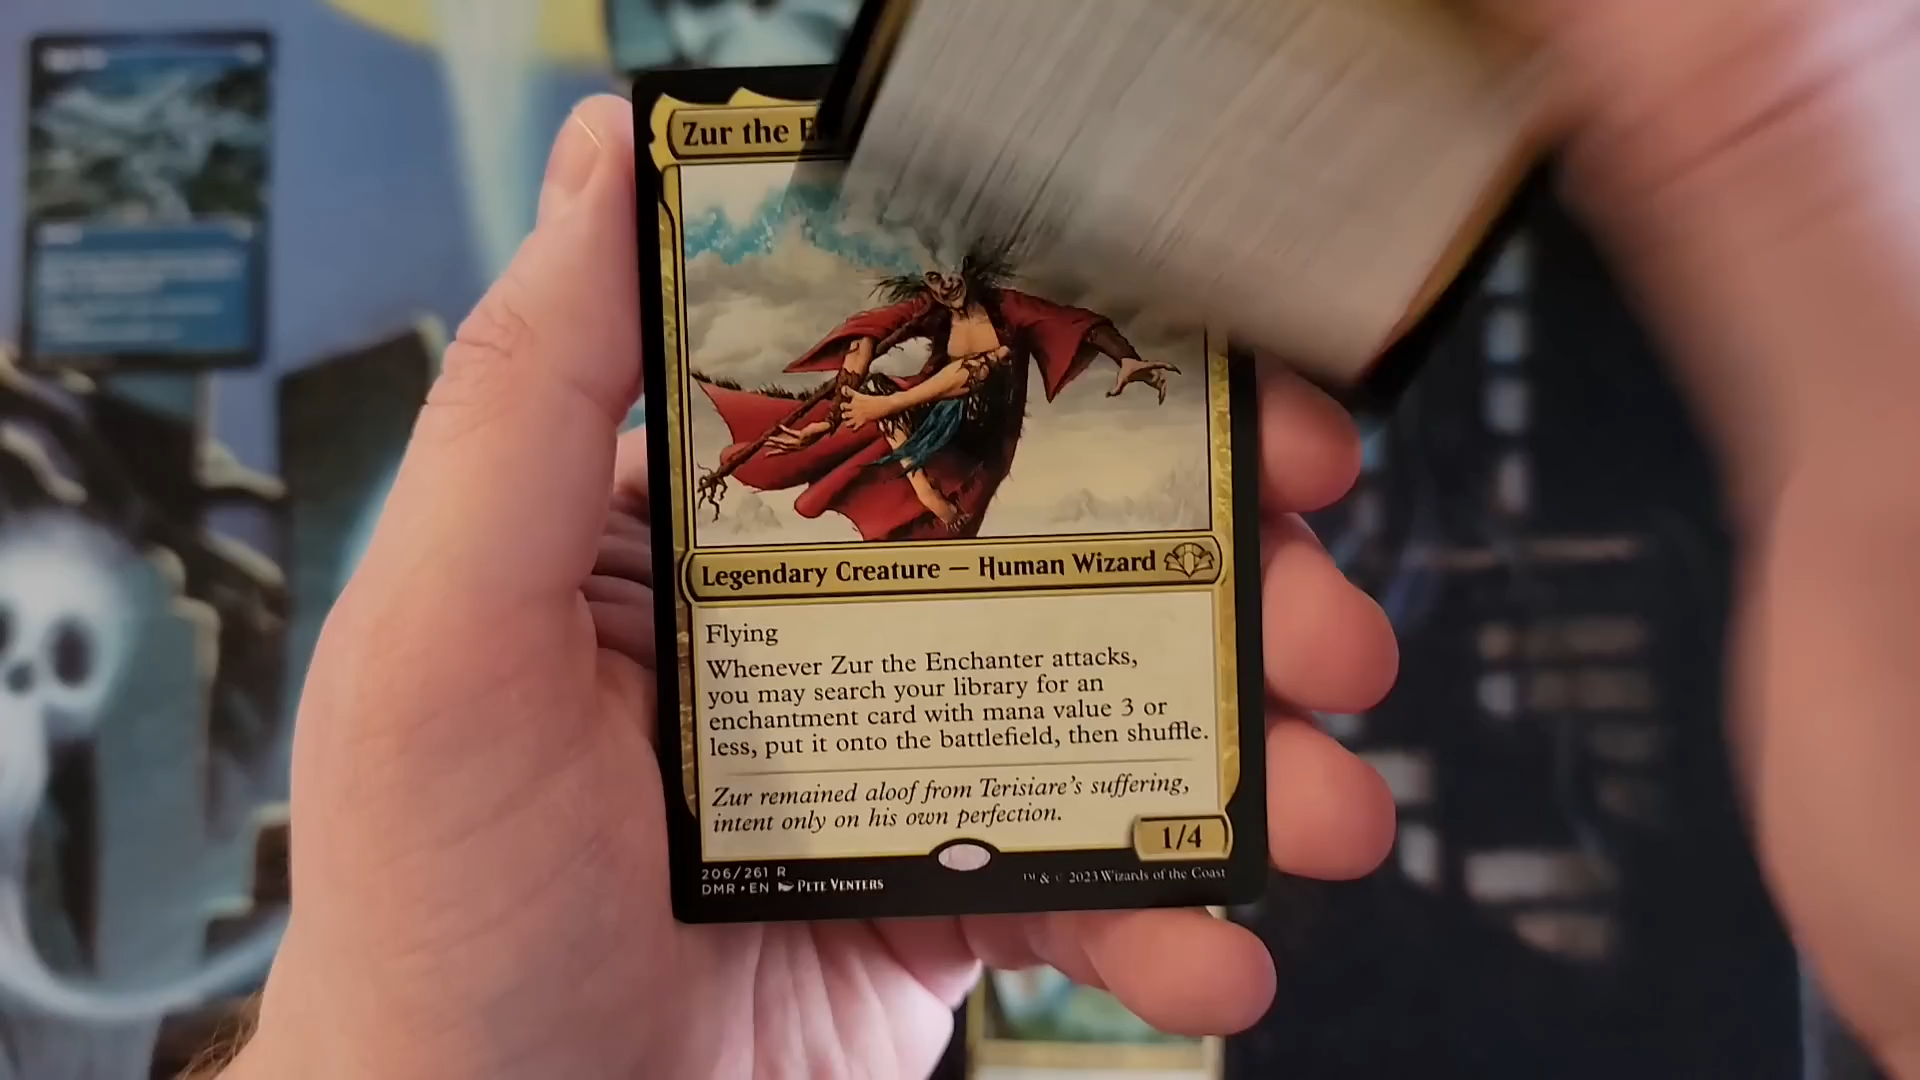 Zur the
Legendary Creature — Human Wizard
Flying
Whenever Zur the Enchanter attacks,
you may search your library for an
enchantment card with mana value 3 or
less, put it onto the battlefield, then shuffle.
Zur remained aloof from Terisiare's suffering,
intent only on his own perfection.
1/4
206/261 R
DMR • EN Pete Venters
™ & © 2023 Wizards of the Coast